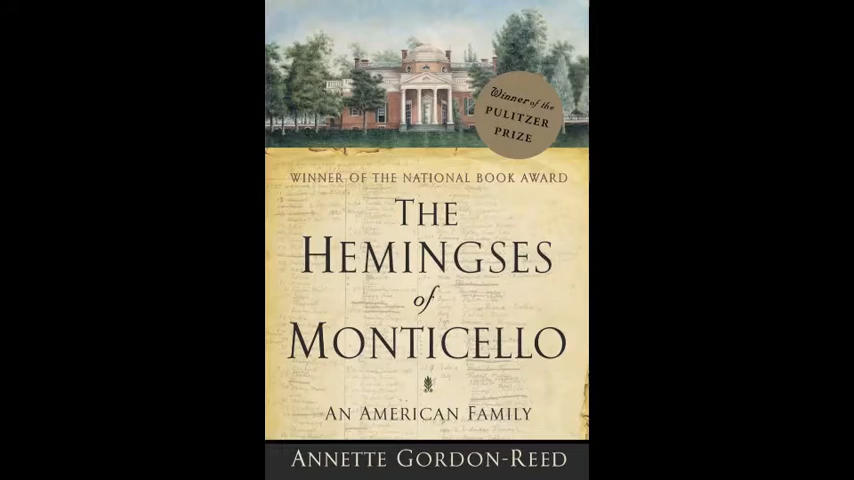 Winner of the
PULITZER
PRIZE
WINNER OF THE NATIONAL BOOK AWARD
THE
HEMINGSES
of
MONTICELLO
AN AMERICAN FAMILY
ANNETTE GORDON-REED